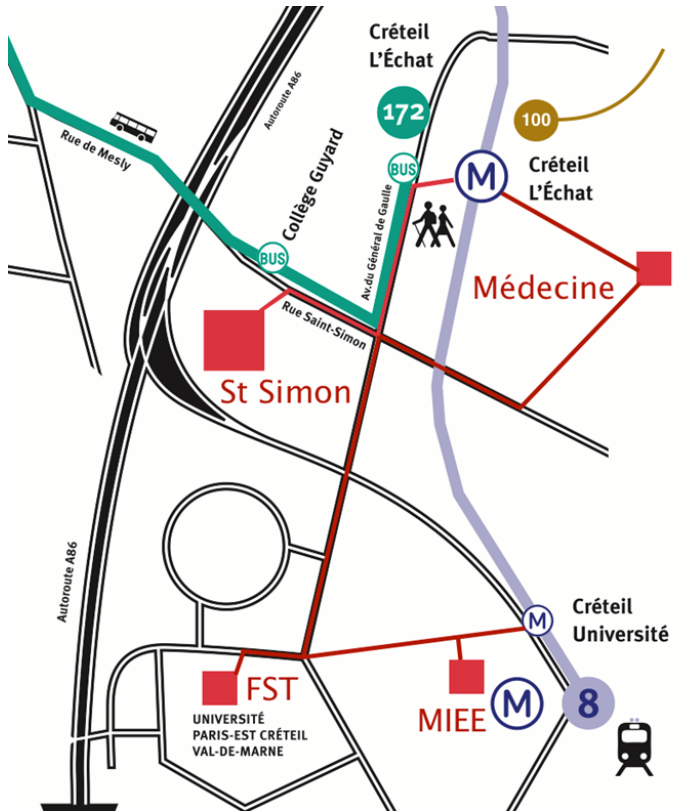 Créteil
L'Échat
172
BUS
100
M
Créteil
L'Échat
Autoroute A86
Rue de Mesly
Collège Guyard
BUS
Av.du Général de Gaulle
Médecine
Rue Saint-Simon
St Simon
Autoroute A86
M
Créteil
Université
FST
UNIVERSITÉ
PARIS-EST CRÉTEIL
VAL-DE-MARNE
MIEE
M
8